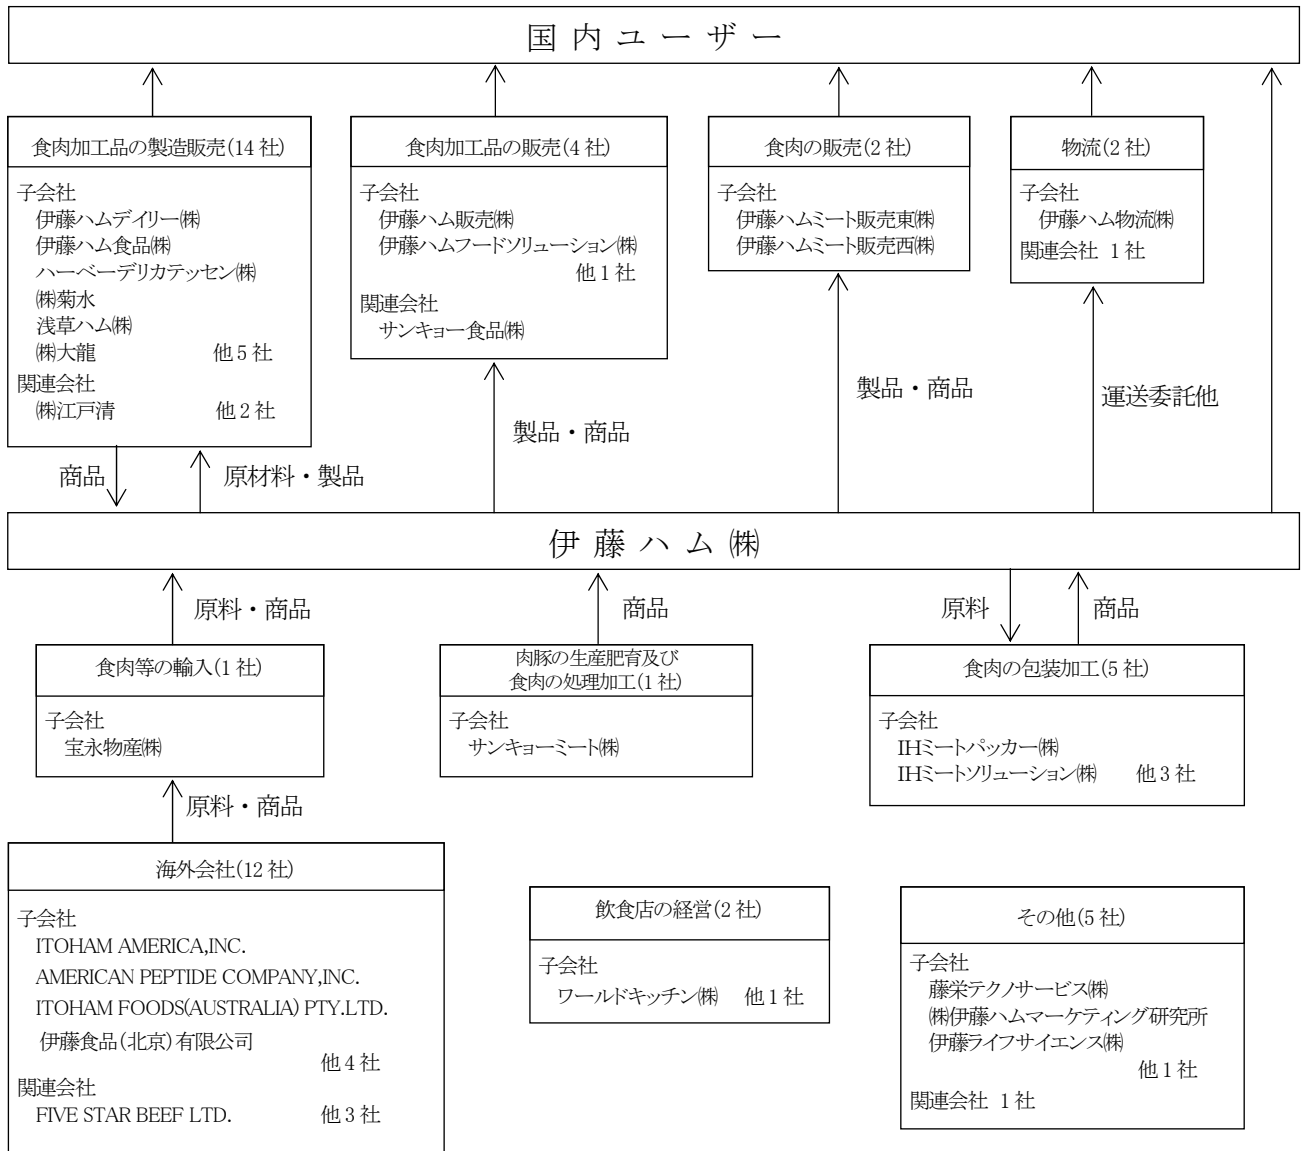 国内ユーザー
食肉加工品の製造販売(14社)
子会社
伊藤ハムデイリー㈱
伊藤ハム食品㈱
ハーベーデリカテッセン㈱
㈱菊水
浅草ハム㈱
㈱大龍 他5社
関連会社
㈱江戸清 他2社
食肉加工品の販売(4社)
子会社
伊藤ハム販売㈱
伊藤ハムフードソリューション㈱
他1社
関連会社
サンキョー食品㈱
食肉の販売(2社)
子会社
伊藤ハムミート販売東㈱
伊藤ハムミート販売西㈱
物流(2社)
子会社
伊藤ハム物流㈱
関連会社 1社
商品
原材料・製品
製品・商品
製品・商品
運送委託他
伊藤ハム㈱
原料・商品
商品
原料
商品
食肉等の輸入(1社)
子会社
宝永物産㈱
肉豚の生産肥育及び
食肉の処理加工(1社)
子会社
サンキョーミート㈱
食肉の包装加工(5社)
子会社
IHミートパッカー㈱
IHミートソリューション㈱ 他3社
原料・商品
海外会社(12社)
子会社
ITOHAM AMERICA,INC.
AMERICAN PEPTIDE COMPANY,INC.
ITOHAM FOODS(AUSTRALIA) PTY.LTD.
伊藤食品(北京)有限公司
他4社
関連会社
FIVE STAR BEEF LTD. 他3社
飲食店の経営(2社)
子会社
ワールドキッチン㈱ 他1社
その他(5社)
子会社
藤栄テクノサービス㈱
㈱伊藤ハムマーケティング研究所
伊藤ライフサイエンス㈱
他1社
関連会社 1社